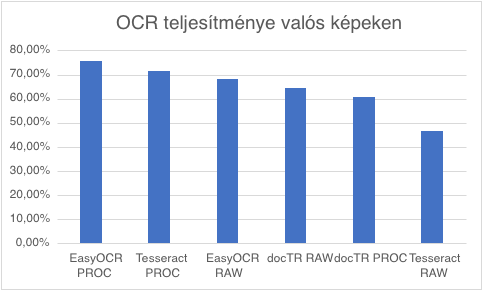 OCR teljesítménye valós képeken
80,00%
70,00%
60,00%
50,00%
40,00%
30,00%
20,00%
10,00%
0,00%
EasyOCR PROC
Tesseract PROC
EasyOCR RAW
docTR RAW
docTR PROC
Tesseract RAW